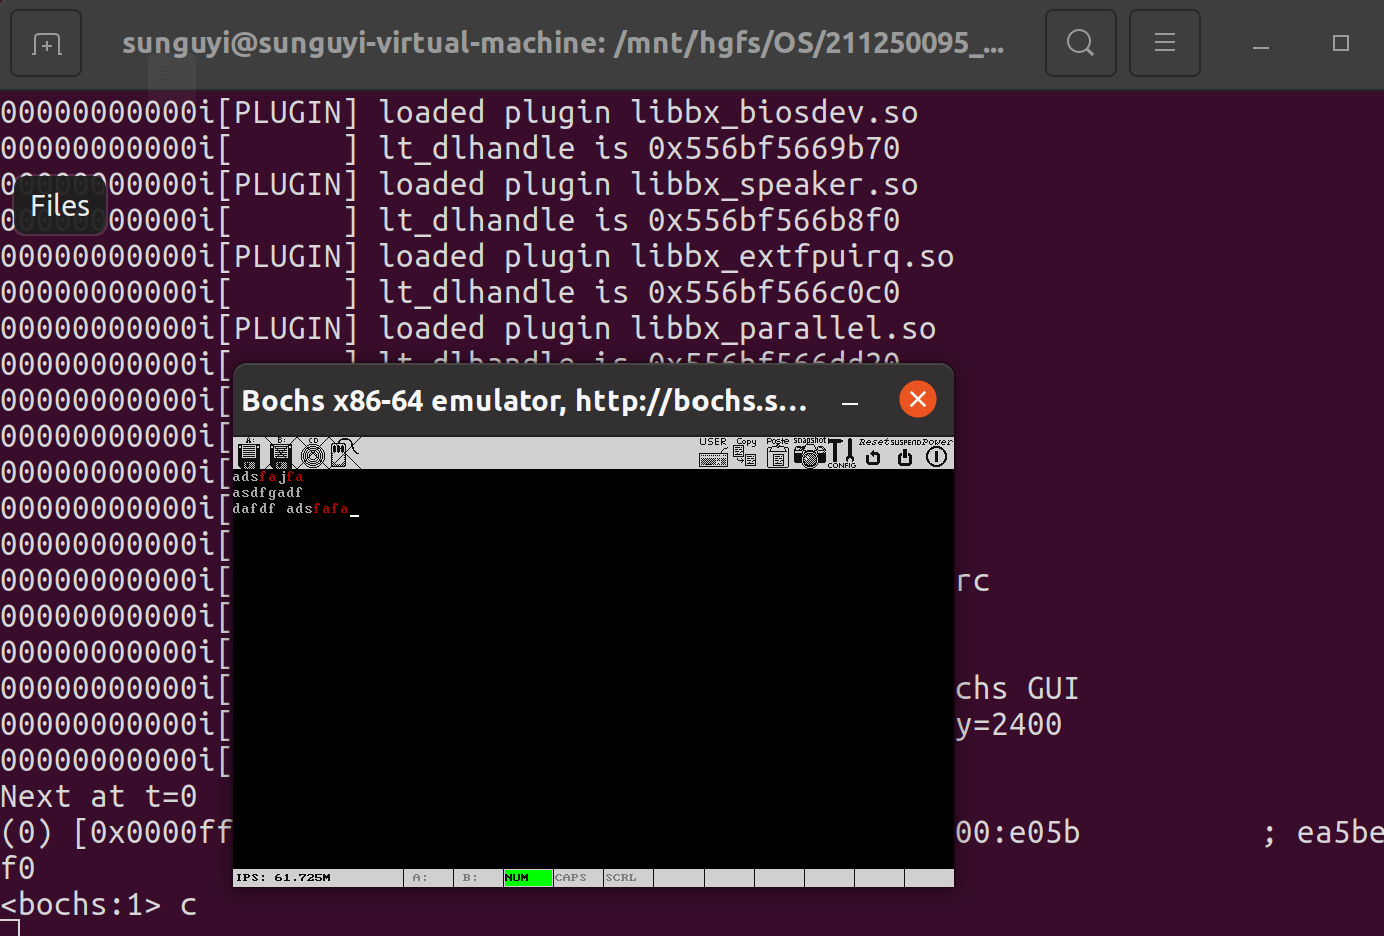 sunguyi@sunguyi-virtual-machine: /mnt/hgfs/OS/211250095_...
00000000000i[PLUGIN] loaded plugin libbx_biosdev.so
00000000000i[      ] lt_dlhandle is 0x556bf5669b70
00000000000i[PLUGIN] loaded plugin libbx_speaker.so
Files
00000000000i[      ] lt_dlhandle is 0x556bf566b8f0
00000000000i[PLUGIN] loaded plugin libbx_extfpuirq.so
00000000000i[      ] lt_dlhandle is 0x556bf566c0c0
00000000000i[PLUGIN] loaded plugin libbx_parallel.so
00000000000i[      ] lt_dlhandle is 0x556bf566dd20
00000000000i[
Bochs x86-64 emulator, http://bochs.s...
00000000000i[
A: B: CD USER Copy Paste snapshot CONFIG Reset SUSPEND Power
00000000000i[
adsfajfa
asdfgadf
00000000000i[
dafdf adsfafa_
00000000000i[
00000000000i[ rc
00000000000i[
00000000000i[
00000000000i[ chs GUI
00000000000i[ y=2400
00000000000i[
Next at t=0
(0) [0x0000ff 00:e05b ; ea5be
f0
IPS: 61.725M A: B: NUM CAPS SCRL
<bochs:1> c